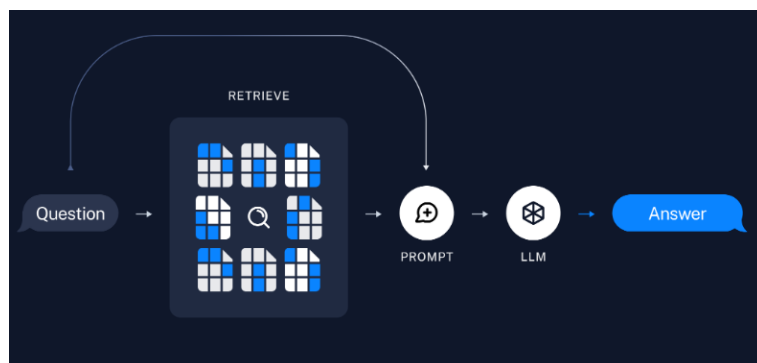 RETRIEVE
Question
Answer
PROMPT
LLM